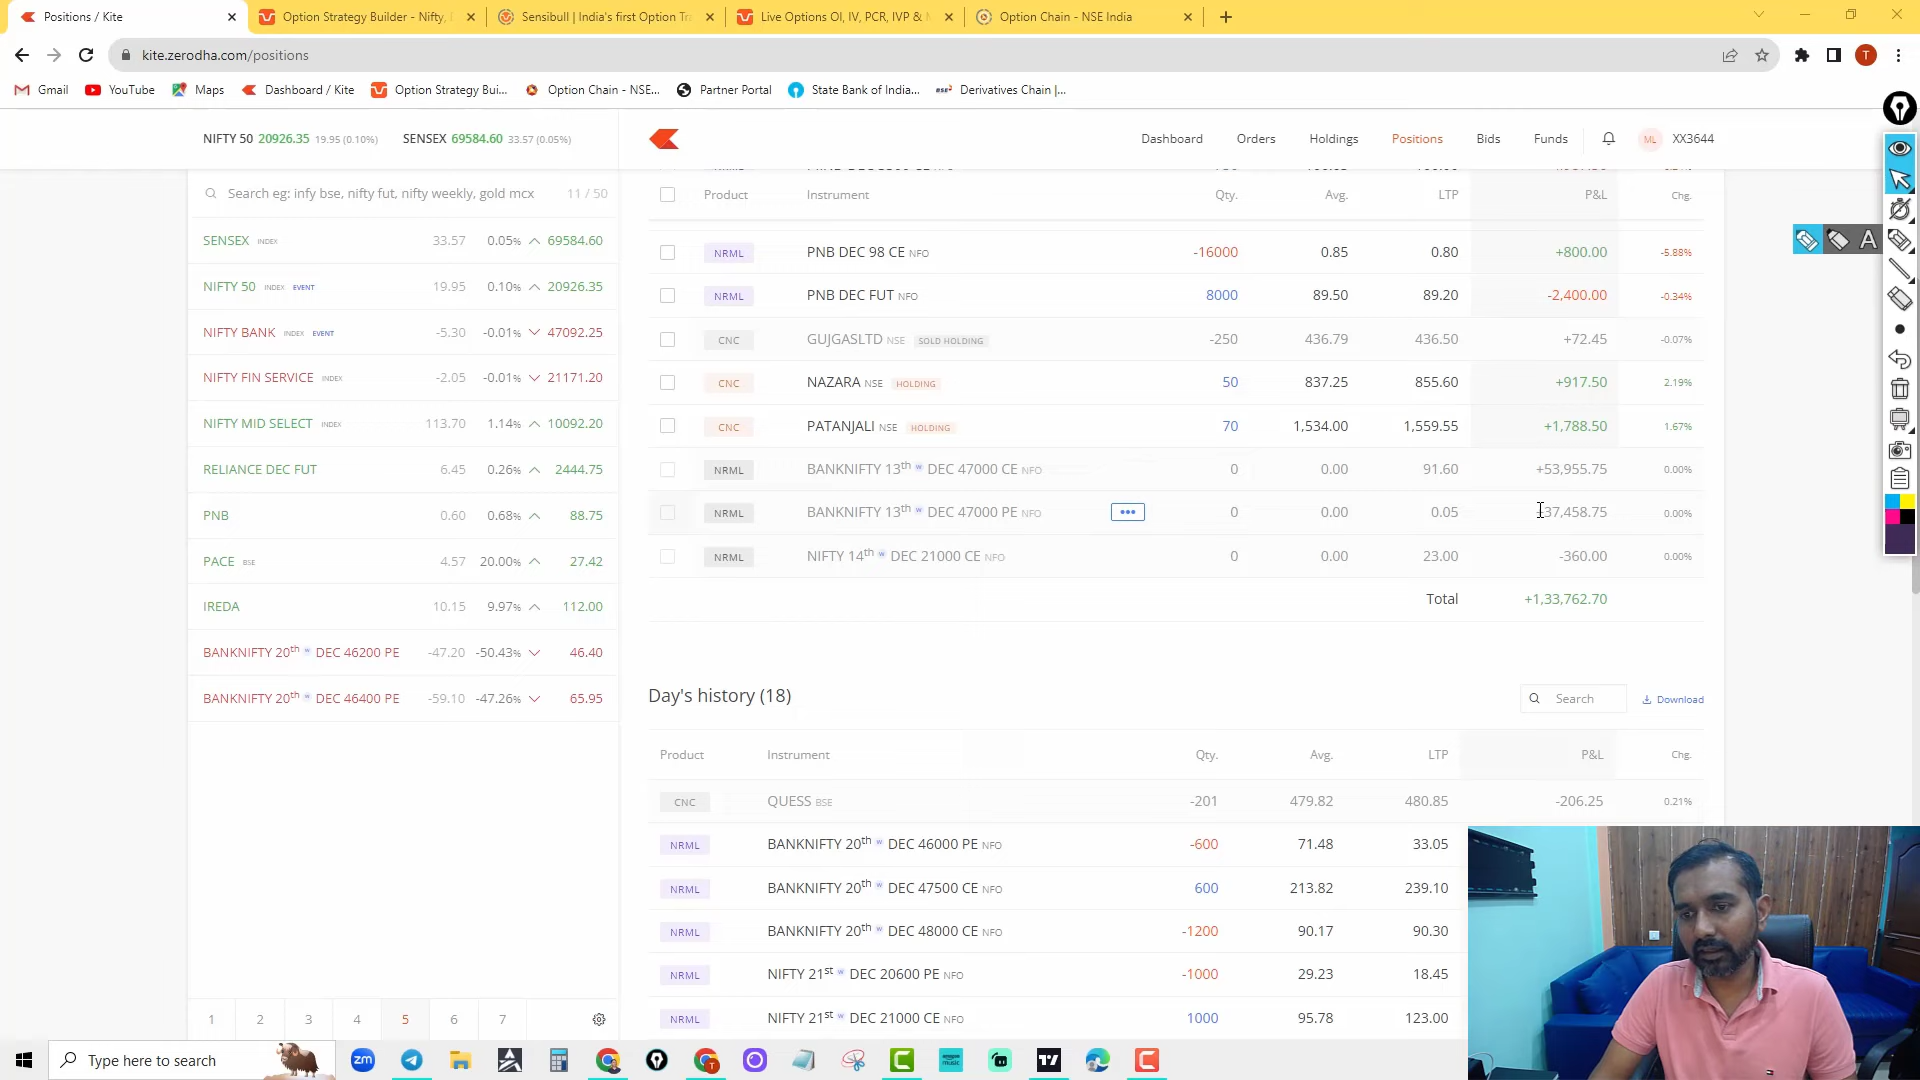 Positions / Kite
Option Strategy Builder - Nifty,
Sensibull | India's first Option Tr
Live Options OI, IV, PCR, IVP &
Option Chain - NSE India
kite.zerodha.com/positions
T
Gmail YouTube Maps Dashboard / Kite Option Strategy Bui... Option Chain - NSE... Partner Portal State Bank of India... Derivatives Chain |...
NIFTY 50 20926.35 19.95 (0.10%) SENSEX 69584.60 33.57 (0.05%)
Dashboard Orders Holdings Positions Bids Funds ML XX3644
Search eg: infy bse, nifty fut, nifty weekly, gold mcx 11 / 50
SENSEX INDEX 33.57 0.05% 69584.60
NIFTY 50 INDEX EVENT 19.95 0.10% 20926.35
NIFTY BANK INDEX EVENT -5.30 -0.01% 47092.25
NIFTY FIN SERVICE INDEX -2.05 -0.01% 21171.20
NIFTY MID SELECT INDEX 113.70 1.14% 10092.20
RELIANCE DEC FUT 6.45 0.26% 2444.75
PNB 0.60 0.68% 88.75
PACE BSE 4.57 20.00% 27.42
IREDA 10.15 9.97% 112.00
BANKNIFTY 20th w DEC 46200 PE -47.20 -50.43% 46.40
BANKNIFTY 20th w DEC 46400 PE -59.10 -47.26% 65.95
1 2 3 4 5 6 7
Product Instrument Qty. Avg. LTP P&L Chg.
NRML PNB DEC 98 CE NFO -16000 0.85 0.80 +800.00 -5.88%
NRML PNB DEC FUT NFO 8000 89.50 89.20 -2,400.00 -0.34%
CNC GUJGASLTD NSE SOLD HOLDING -250 436.79 436.50 +72.45 -0.07%
CNC NAZARA NSE HOLDING 50 837.25 855.60 +917.50 2.19%
CNC PATANJALI NSE HOLDING 70 1,534.00 1,559.55 +1,788.50 1.67%
NRML BANKNIFTY 13th w DEC 47000 CE NFO 0 0.00 91.60 +53,955.75 0.00%
NRML BANKNIFTY 13th w DEC 47000 PE NFO ••• 0 0.00 0.05 37,458.75 0.00%
NRML NIFTY 14th w DEC 21000 CE NFO 0 0.00 23.00 -360.00 0.00%
Total +1,33,762.70
Day's history (18) Search Download
Product Instrument Qty. Avg. LTP P&L Chg.
CNC QUESS BSE -201 479.82 480.85 -206.25 0.21%
NRML BANKNIFTY 20th w DEC 46000 PE NFO -600 71.48 33.05
NRML BANKNIFTY 20th w DEC 47500 CE NFO 600 213.82 239.10
NRML BANKNIFTY 20th w DEC 48000 CE NFO -1200 90.17 90.30
NRML NIFTY 21st w DEC 20600 PE NFO -1000 29.23 18.45
NRML NIFTY 21st w DEC 21000 CE NFO 1000 95.78 123.00
A
Type here to search
zm